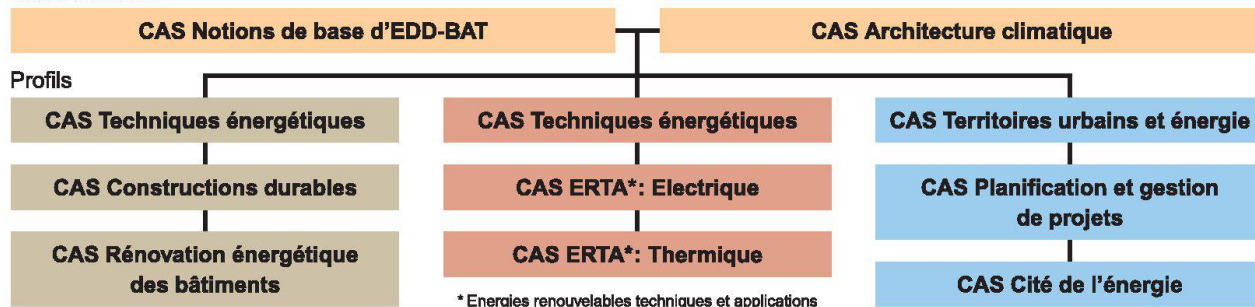 CAS Notions de base d'EDD-BAT
CAS Architecture climatique
Profils
CAS Techniques énergétiques
CAS Techniques énergétiques
CAS Territoires urbains et énergie
CAS Constructions durables
CAS ERTA*: Electrique
CAS Planification et gestion
de projets
CAS Rénovation énergétique
des bâtiments
CAS ERTA*: Thermique
CAS Cité de l'énergie
* Energies renouvelables techniques et applications